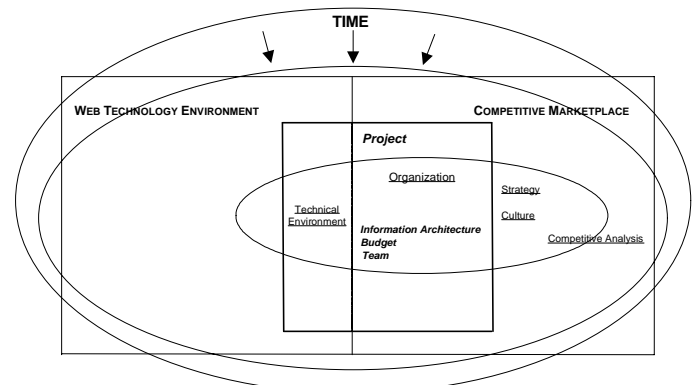 TIME
WEB TECHNOLOGY ENVIRONMENT
COMPETITIVE MARKETPLACE
Project
Organization
Technical
Environment
Strategy
Culture
Information Architecture
Budget
Team
Competitive Analysis